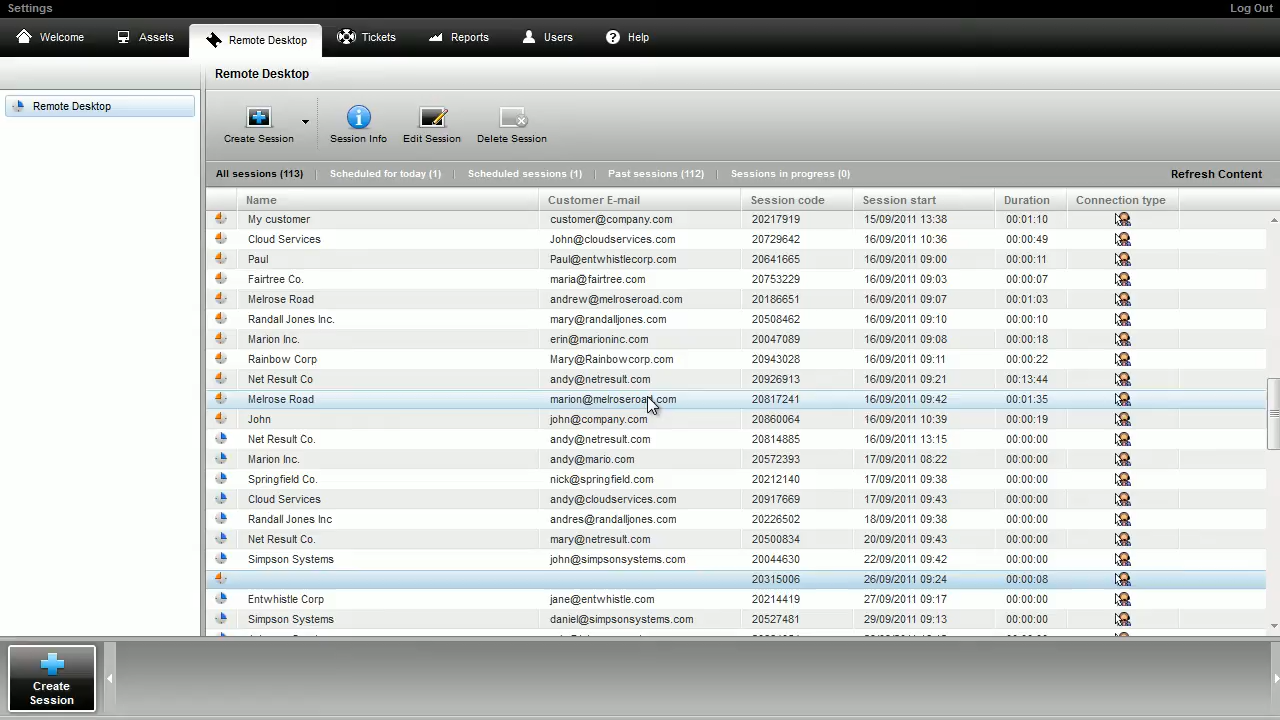 Settings Log Out
Welcome Assets Remote Desktop Tickets Reports Users Help
Remote Desktop
Remote Desktop
Create Session Session Info Edit Session Delete Session
All sessions (113) Scheduled for today (1) Scheduled sessions (1) Past sessions (112) Sessions in progress (0) Refresh Content
Name Customer E-mail Session code Session start Duration Connection type
My customer customer@company.com 20217919 15/09/2011 13:38 00:01:10
Cloud Services John@cloudservices.com 20729642 16/09/2011 10:36 00:00:49
Paul Paul@entwhistlecorp.com 20641665 16/09/2011 09:00 00:00:11
Fairtree Co. maria@fairtree.com 20753229 16/09/2011 09:03 00:00:07
Melrose Road andrew@melroseroad.com 20186651 16/09/2011 09:07 00:01:03
Randall Jones Inc. mary@randalljones.com 20508462 16/09/2011 09:10 00:00:10
Marion Inc. erin@marioninc.com 20047089 16/09/2011 09:08 00:00:18
Rainbow Corp Mary@Rainbowcorp.com 20943028 16/09/2011 09:11 00:00:22
Net Result Co andy@netresult.com 20926913 16/09/2011 09:21 00:13:44
Melrose Road marion@melroseroad.com 20817241 16/09/2011 09:42 00:01:35
John john@company.com 20860064 16/09/2011 10:39 00:00:19
Net Result Co. andy@netresult.com 20814885 16/09/2011 13:15 00:00:00
Marion Inc. andy@mario.com 20572393 17/09/2011 08:22 00:00:00
Springfield Co. nick@springfield.com 20212140 17/09/2011 09:38 00:00:00
Cloud Services andy@cloudservices.com 20917669 17/09/2011 09:43 00:00:00
Randall Jones Inc andres@randalljones.com 20226502 18/09/2011 09:38 00:00:00
Net Result Co. mary@netresult.com 20500834 20/09/2011 09:43 00:00:00
Simpson Systems john@simpsonsystems.com 20044630 22/09/2011 09:42 00:00:00
20315006 26/09/2011 09:24 00:00:08
Entwhistle Corp jane@entwhistle.com 20214419 27/09/2011 09:17 00:00:00
Simpson Systems daniel@simpsonsystems.com 20527481 29/09/2011 09:13 00:00:00
Create
Session